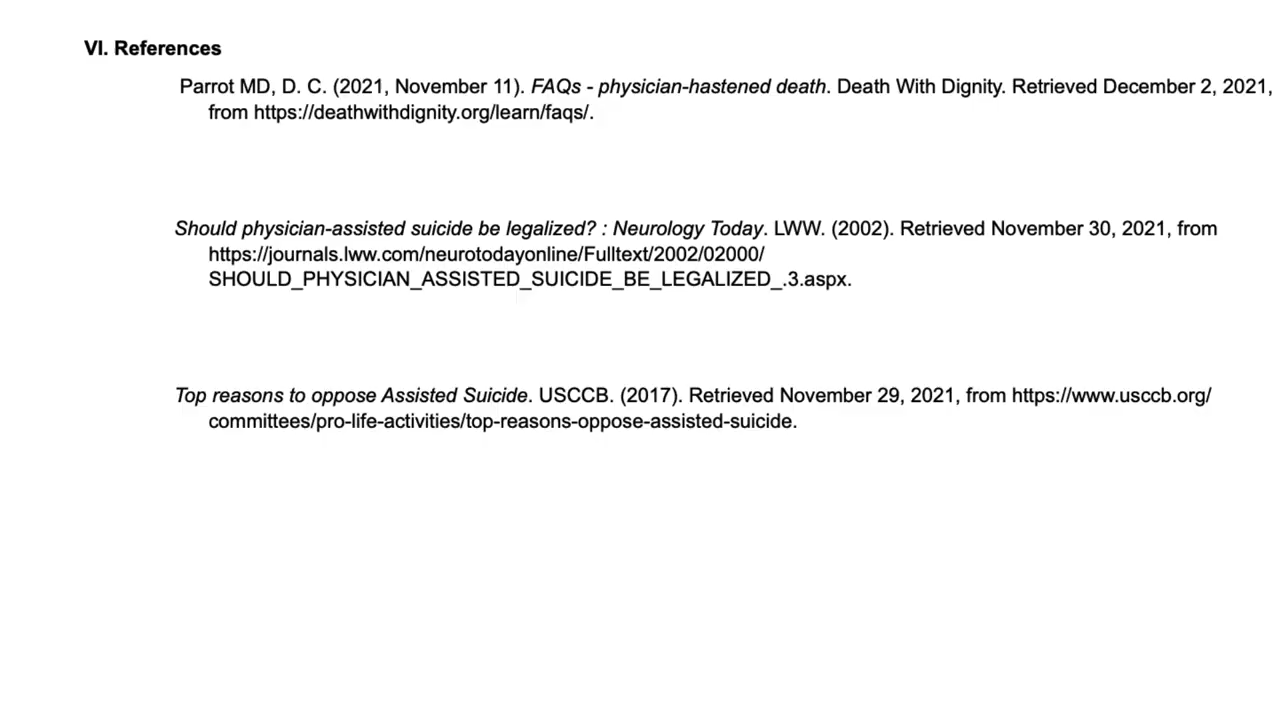 VI. References
Parrot MD, D. C. (2021, November 11). FAQs - physician-hastened death. Death With Dignity. Retrieved December 2, 2021,
from https://deathwithdignity.org/learn/faqs/.
Should physician-assisted suicide be legalized? : Neurology Today. LWW. (2002). Retrieved November 30, 2021, from
https://journals.lww.com/neurotodayonline/Fulltext/2002/02000/
SHOULD_PHYSICIAN_ASSISTED_SUICIDE_BE_LEGALIZED_.3.aspx.
Top reasons to oppose Assisted Suicide. USCCB. (2017). Retrieved November 29, 2021, from https://www.usccb.org/
committees/pro-life-activities/top-reasons-oppose-assisted-suicide.